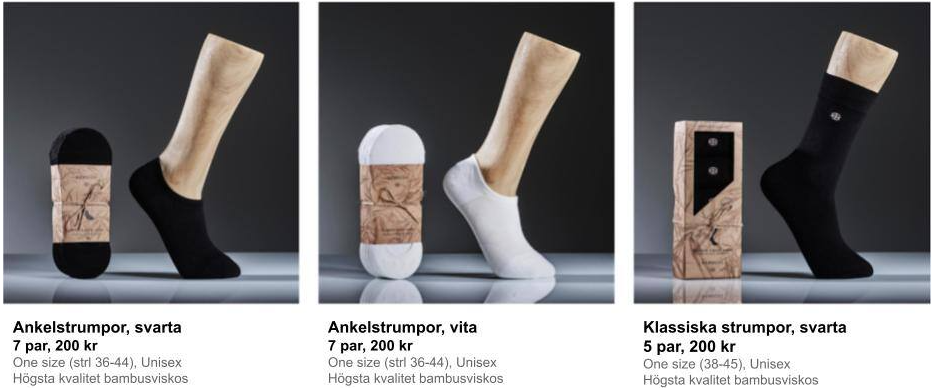 Ankelstrumpor, svarta
7 par, 200 kr
One size (strl 36-44), Unisex
Högsta kvalitet bambusviskos
Ankelstrumpor, vita
7 par, 200 kr
One size (strl 36-44), Unisex
Högsta kvalitet bambusviskos
Klassiska strumpor, svarta
5 par, 200 kr
One size (38-45), Unisex
Högsta kvalitet bambusviskos